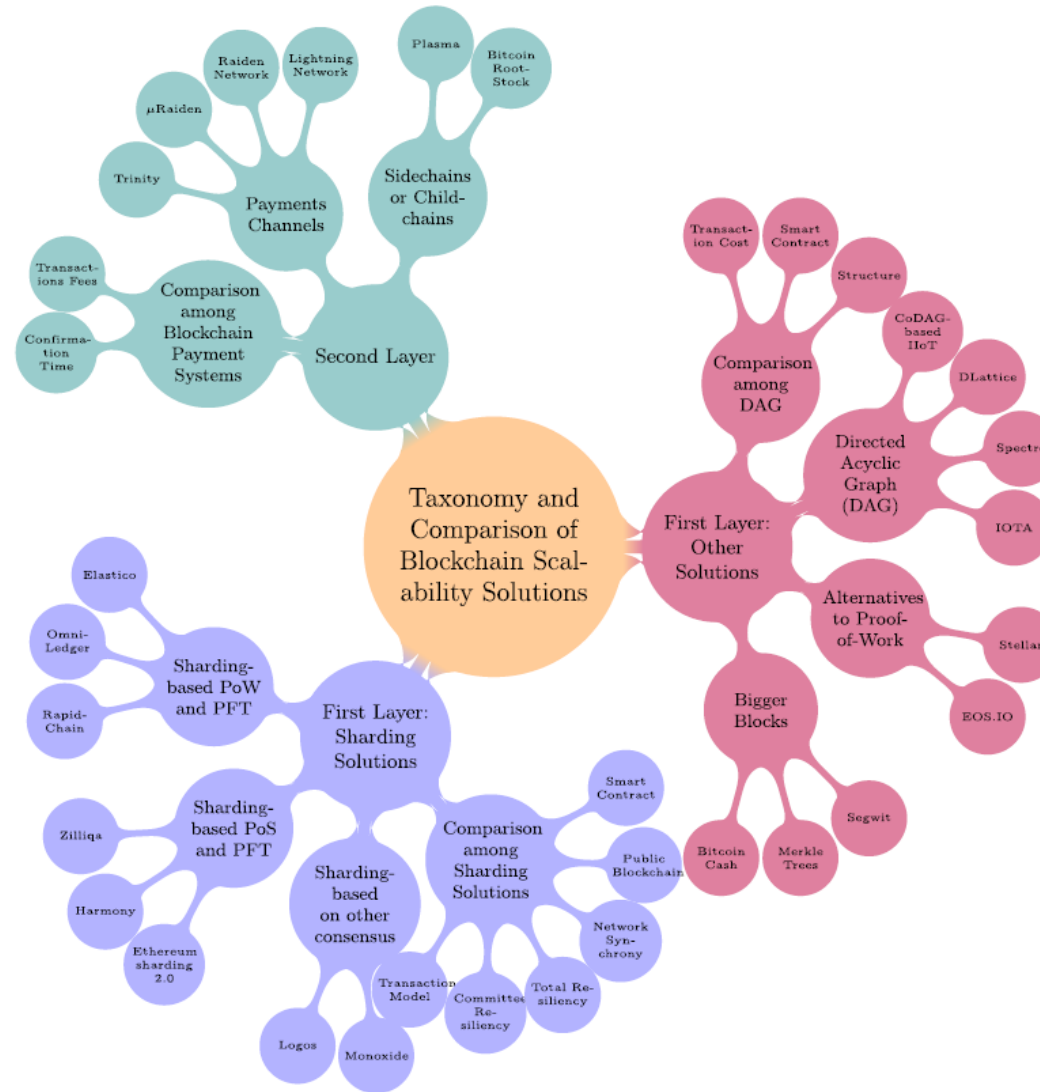 Plasma
Bitcoin
Root-
Stock
Raiden
Network
Lightning
Network
μRaiden
Trinity
Sidechains
or Child-
chains
Payments
Channels
Transact-
ions Fees
Confirma-
tion
Time
Comparison
among
Blockchain
Payment
Systems
Second Layer
Taxonomy and
Comparison of
Blockchain Scal-
ability Solutions
Transact-
ion Cost
Smart
Contract
Structure
CoDAG-
based
IIoT
DLattice
Spectre
IOTA
Comparison
among
DAG
Directed
Acyclic
Graph
(DAG)
First Layer:
Other
Solutions
Alternatives
to Proof-
of-Work
Stellar
EOS.IO
Bigger
Blocks
Segwit
Merkle
Trees
Bitcoin
Cash
Elastico
Omni-
Ledger
Rapid-
Chain
Sharding-
based PoW
and PFT
First Layer:
Sharding
Solutions
Sharding-
based PoS
and PFT
Zilliqa
Harmony
Ethereum
sharding
2.0
Sharding-
based
on other
consensus
Logos
Monoxide
Comparison
among
Sharding
Solutions
Smart
Contract
Public
Blockchain
Network
Syn-
chrony
Total Re-
siliency
Committee
Re-
siliency
Transaction
Model